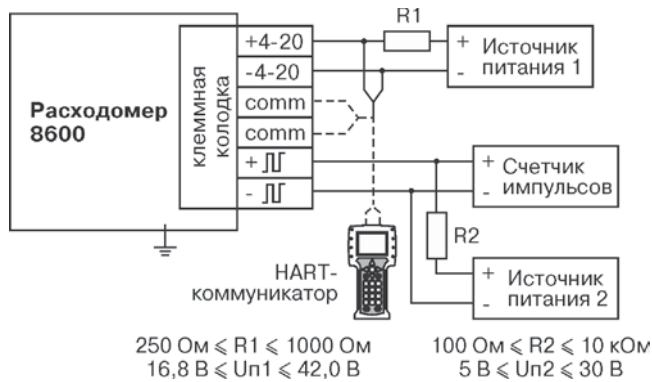 R1
+4-20
-4-20
comm
comm
+
-
клеммная
колодка
Расходомер
8600
+
-
Источник
питания 1
+
-
Счетчик
импульсов
R2
+
-
Источник
питания 2
HART-
коммуникатор
250 Ом ⩽ R1 ⩽ 1000 Ом
16,8 В ⩽ Uп1 ⩽ 42,0 В
100 Ом ⩽ R2 ⩽ 10 кОм
5 В ⩽ Uп2 ⩽ 30 В